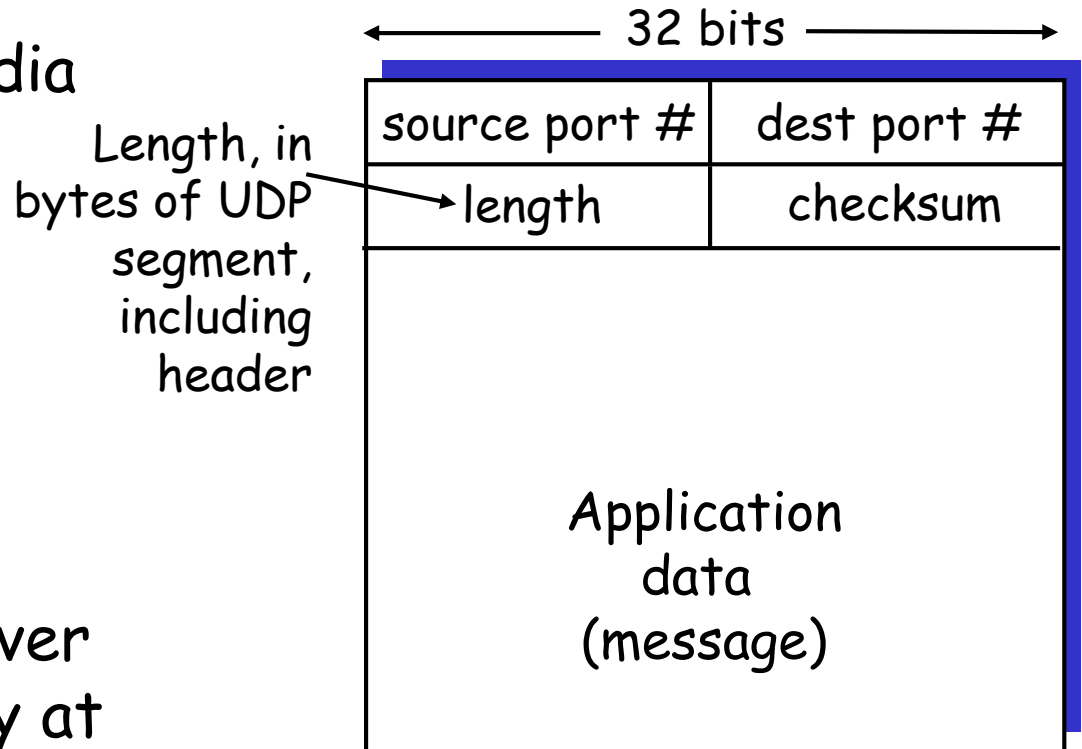 dia
Length, in
bytes of UDP
segment,
including
header
ver
y at
32 bits
source port #
dest port #
length
checksum
Application
data
(message)